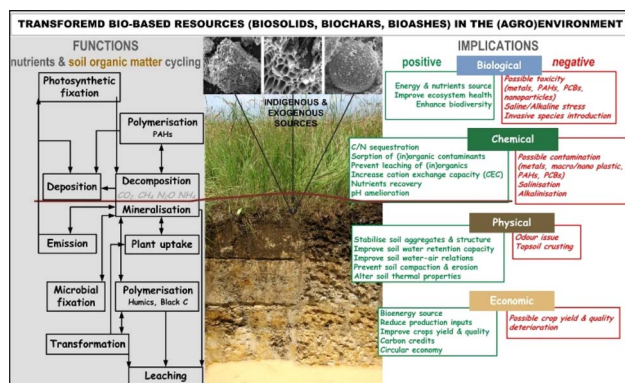 TRANSFOREMD BIO-BASED RESOURCES (BIOSOLIDS, BIOCHARS, BIOASHES) IN THE (AGRO)ENVIRONMENT
FUNCTIONS
nutrients & soil organic matter cycling
Photosynthetic
fixation
Polymerisation
PAHs
Deposition
Decomposition
CO₂ CH₄ N₂O NH₃
Mineralisation
Emission
Plant uptake
Microbial
fixation
Polymerisation
Humics, Black C
Transformation
Leaching
INDIGENOUS &
EXOGENOUS
SOURCES
IMPLICATIONS
positive
negative
Biological
Energy & nutrients source
Improve ecosystem health
Enhance biodiversity
Possible toxicity
(metals, PAHs, PCBs,
nanoparticles)
Saline/Alkaline stress
Invasive species introduction
Chemical
C/N sequestration
Sorption of (in)organic contaminants
Prevent leaching of (in)organics
Increase cation exchange capacity (CEC)
Nutrients recovery
pH amelioration
Possible contamination
(metals, macro/nano plastic,
PAHs, PCBs)
Salinisation
Alkalinisation
Physical
Stabilise soil aggregates & structure
Improve soil water retention capacity
Improve soil water-air relations
Prevent soil compaction & erosion
Alter soil thermal properties
Odour issue
Topsoil crusting
Economic
Bioenergy source
Reduce production inputs
Improve crops yield & quality
Carbon credits
Circular economy
Possible crop yield & quality
deterioration